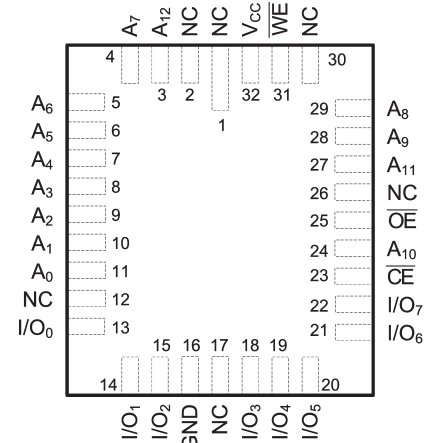 A7 A12 NC NC VCC WE NC
4 3 2 1 32 31 30
A6 5
A5 6
A4 7
A3 8
A2 9
A1 10
A0 11
NC 12
I/O0 13
29 A8
28 A9
27 A11
26 NC
25 OE
24 A10
23 CE
22 I/O7
21 I/O6
14 15 16 17 18 19 20
I/O1 I/O2 GND NC I/O3 I/O4 I/O5